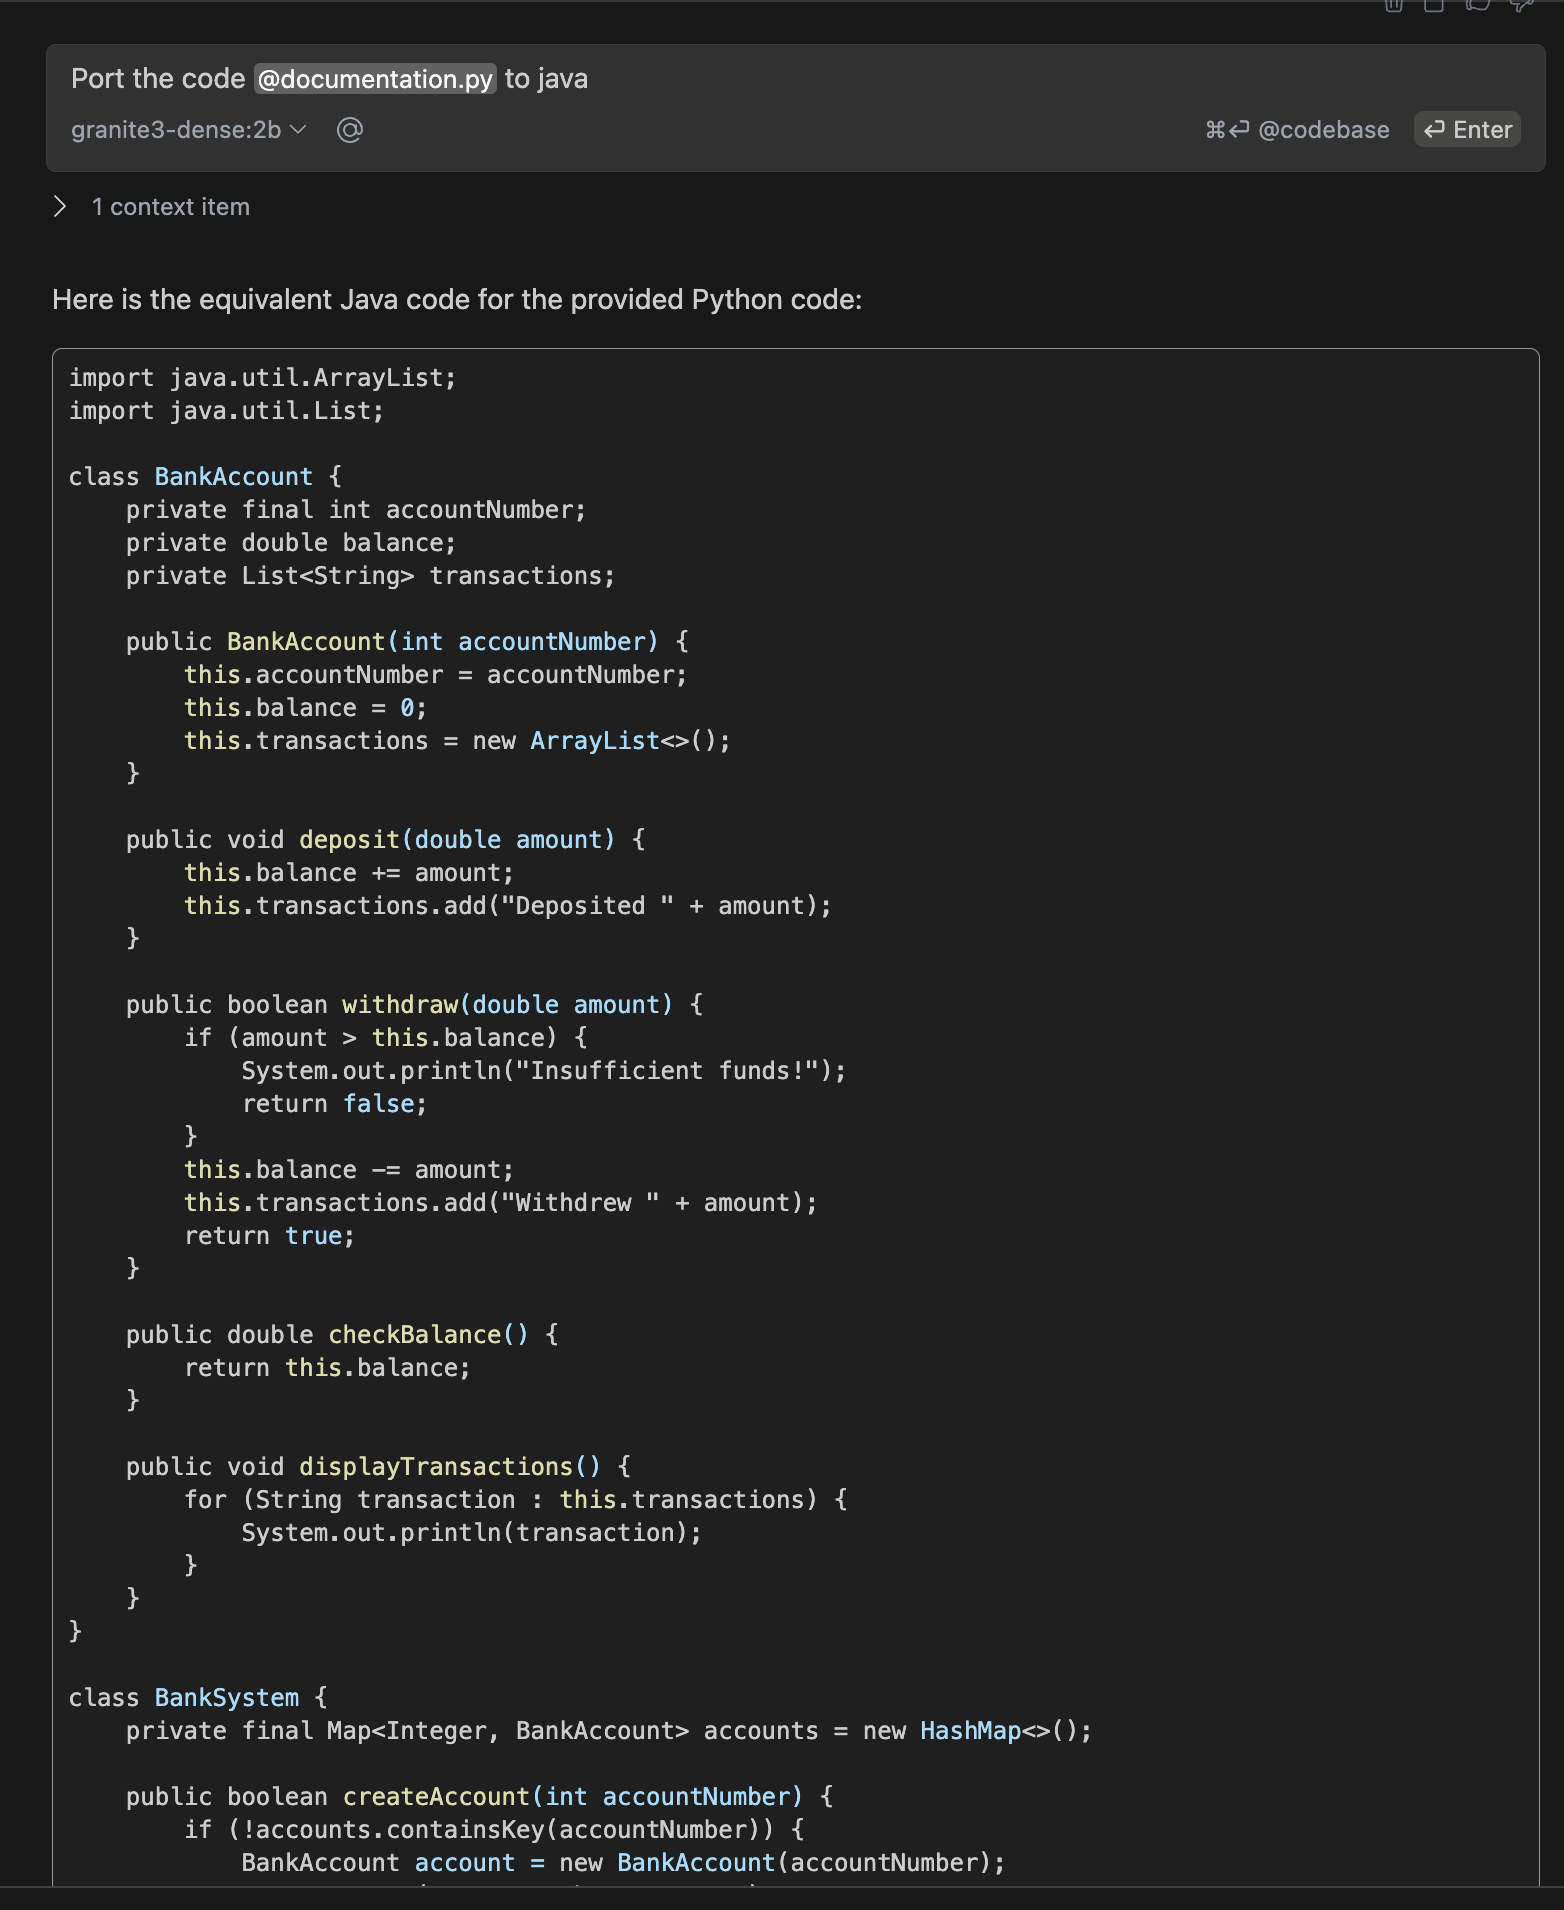 Port the code @documentation.py to java
granite3-dense:2b @ ⌘⏎ @codebase ⏎ Enter
1 context item
Here is the equivalent Java code for the provided Python code:
import java.util.ArrayList;
import java.util.List;
class BankAccount {
    private final int accountNumber;
    private double balance;
    private List<String> transactions;
    public BankAccount(int accountNumber) {
        this.accountNumber = accountNumber;
        this.balance = 0;
        this.transactions = new ArrayList<>();
    }
    public void deposit(double amount) {
        this.balance += amount;
        this.transactions.add("Deposited " + amount);
    }
    public boolean withdraw(double amount) {
        if (amount > this.balance) {
            System.out.println("Insufficient funds!");
            return false;
        }
        this.balance -= amount;
        this.transactions.add("Withdrew " + amount);
        return true;
    }
    public double checkBalance() {
        return this.balance;
    }
    public void displayTransactions() {
        for (String transaction : this.transactions) {
            System.out.println(transaction);
        }
    }
}
class BankSystem {
    private final Map<Integer, BankAccount> accounts = new HashMap<>();
    public boolean createAccount(int accountNumber) {
        if (!accounts.containsKey(accountNumber)) {
            BankAccount account = new BankAccount(accountNumber);